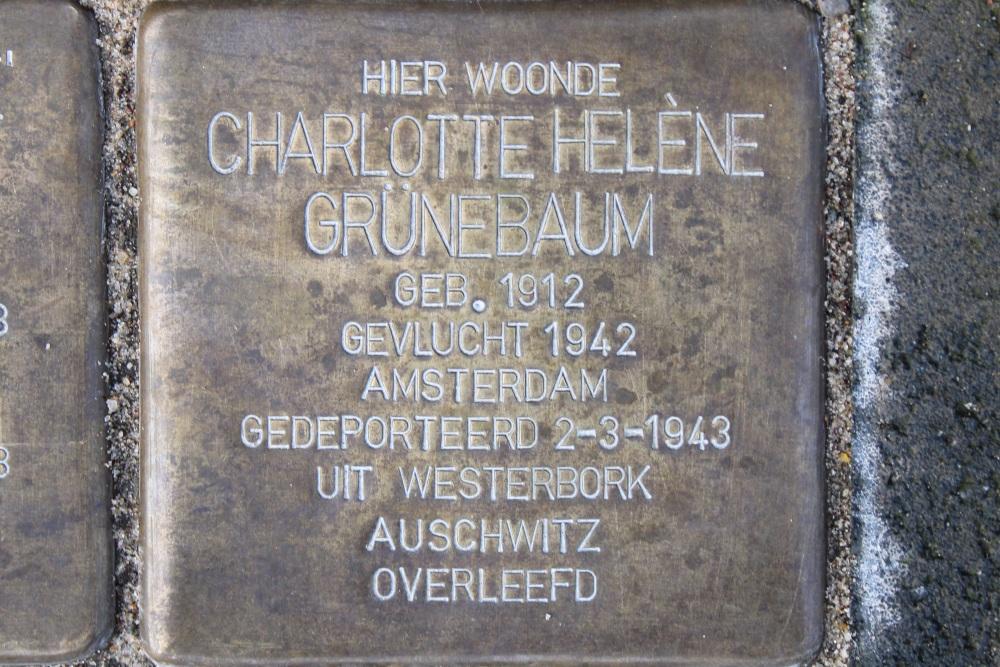 HIER WOONDE
CHARLOTTE HELÈNE
GRÜNEBAUM
GEB. 1912
GEVLUCHT 1942
AMSTERDAM
GEDEPORTEERD 2-3-1943
UIT WESTERBORK
AUSCHWITZ
OVERLEEFD